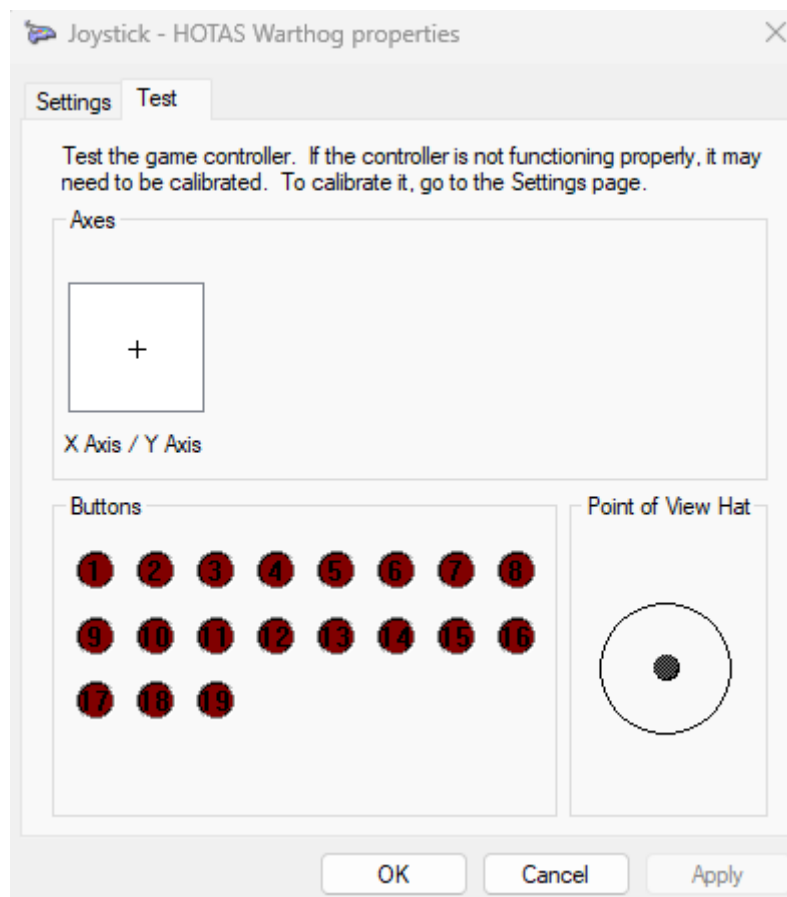 Joystick - HOTAS Warthog properties
Settings Test
Test the game controller. If the controller is not functioning properly, it may
need to be calibrated. To calibrate it, go to the Settings page.
Axes
X Axis / Y Axis
Buttons
1 2 3 4 5 6 7 8
9 10 11 12 13 14 15 16
17 18 19
Point of View Hat
OK Cancel Apply